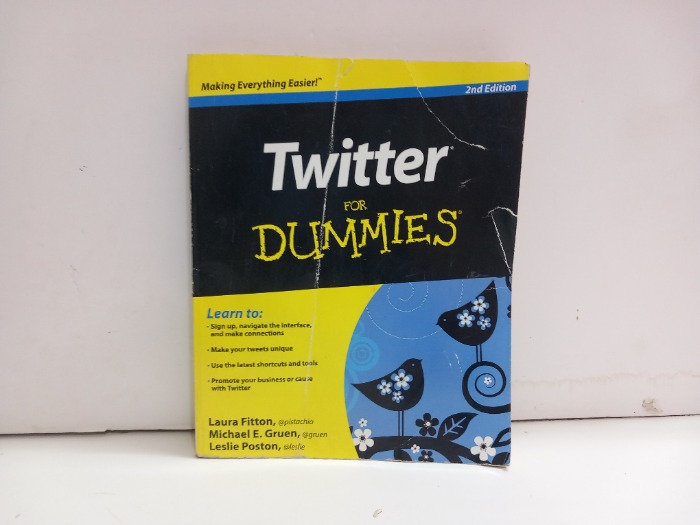 Making Everything Easier!™
2nd Edition
Twitter®
FOR
DUMMIES®
Learn to:
• Sign up, navigate the interface,
and make connections
• Make your tweets unique
• Use the latest shortcuts and tools
• Promote your business or cause
with Twitter
Laura Fitton, @pistachio
Michael E. Gruen, @gruen
Leslie Poston, @leslie